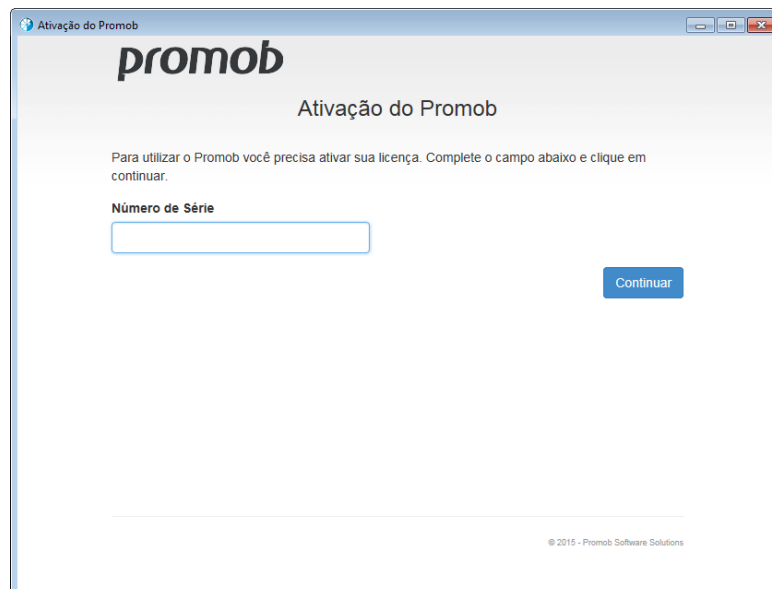 Ativação do Promob
promob
Ativação do Promob
Para utilizar o Promob você precisa ativar sua licença. Complete o campo abaixo e clique em
continuar.
Número de Série
Continuar
© 2015 - Promob Software Solutions